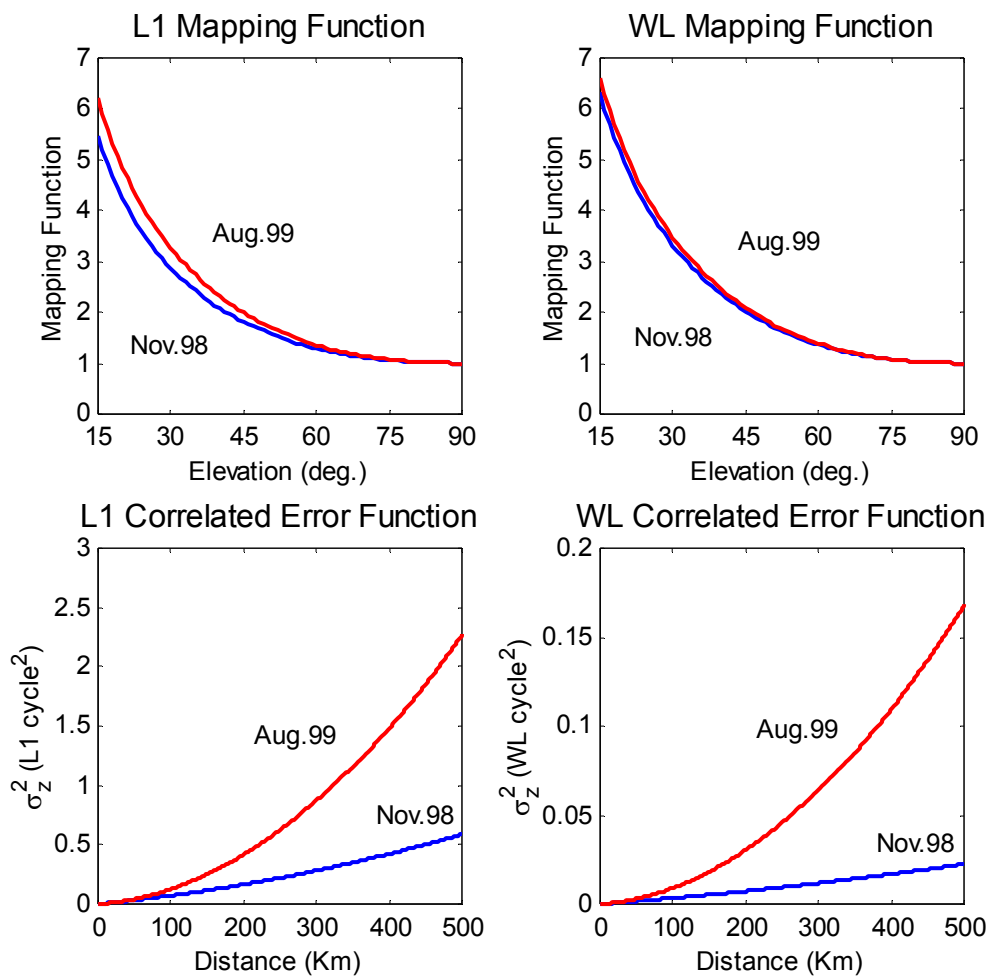 L1 Mapping Function
7
6
5
4
3
2
1
0
Mapping Function
Aug.99
Nov.98
15 30 45 60 75 90
Elevation (deg.)
WL Mapping Function
7
6
5
4
3
2
1
0
Mapping Function
Aug.99
Nov.98
15 30 45 60 75 90
Elevation (deg.)
L1 Correlated Error Function
3
2.5
2
1.5
1
0.5
0
σz² (L1 cycle²)
Aug.99
Nov.98
0 100 200 300 400 500
Distance (Km)
WL Correlated Error Function
0.2
0.15
0.1
0.05
0
σz² (WL cycle²)
Aug.99
Nov.98
0 100 200 300 400 500
Distance (Km)